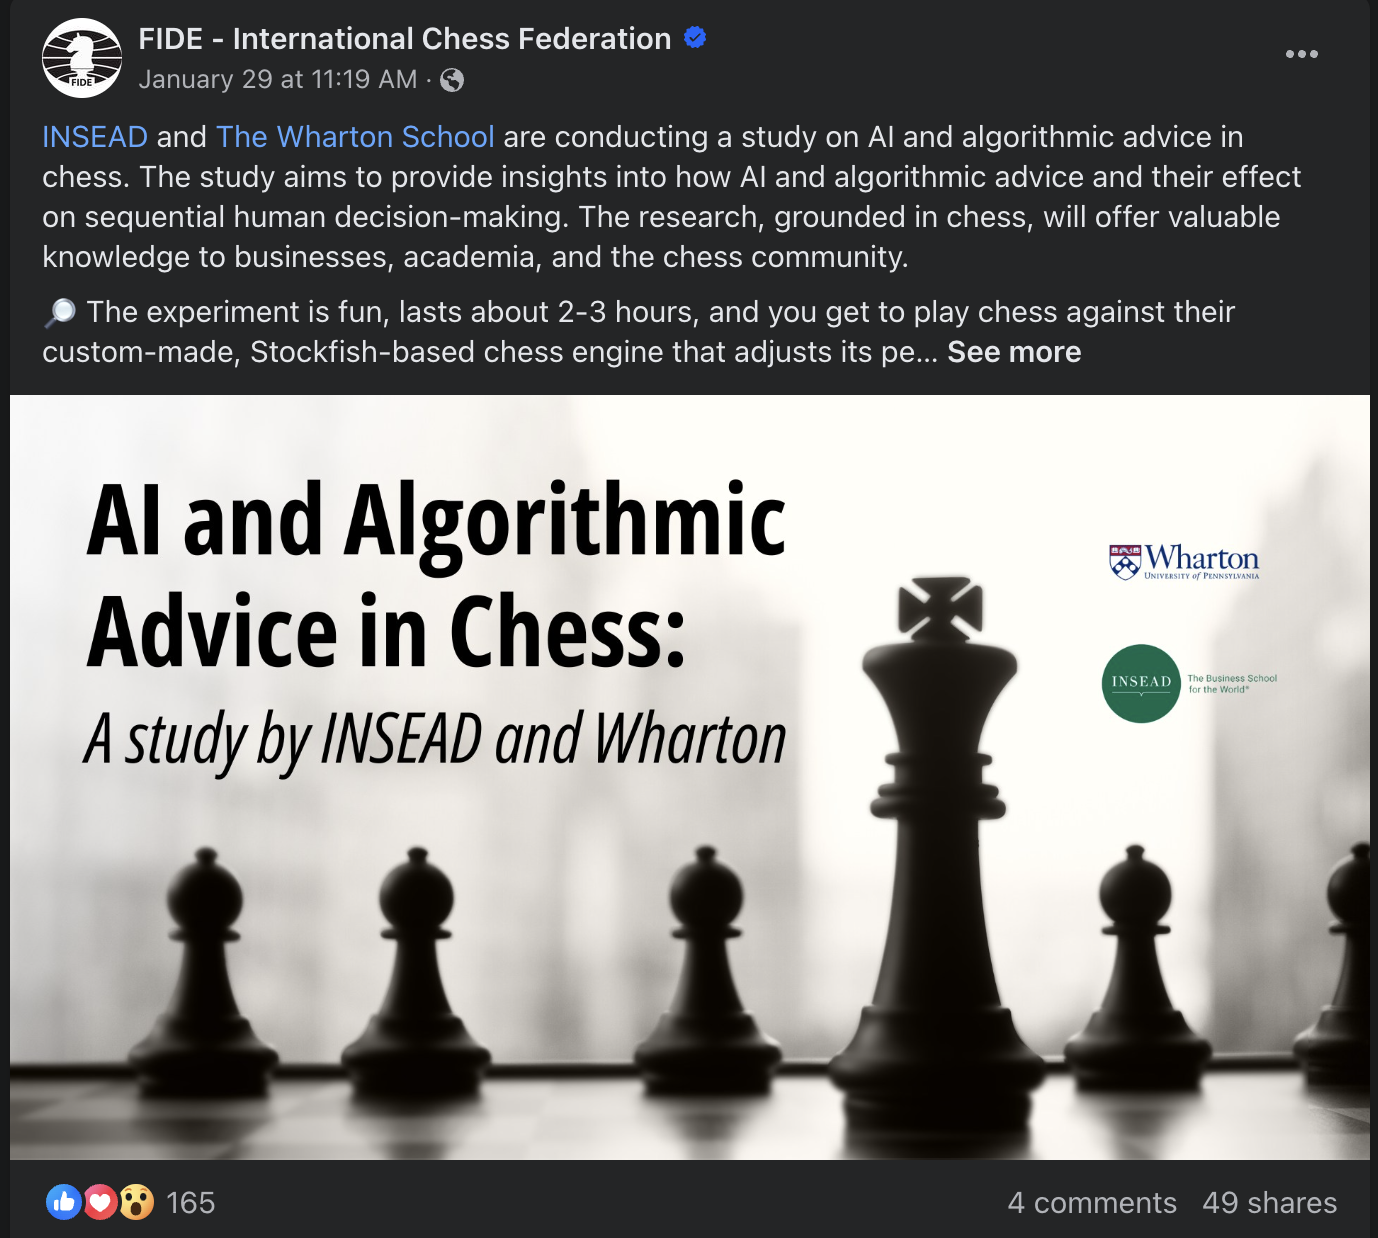 FIDE - International Chess Federation
January 29 at 11:19 AM ·
FIDE
INSEAD and The Wharton School are conducting a study on AI and algorithmic advice in
chess. The study aims to provide insights into how AI and algorithmic advice and their effect
on sequential human decision-making. The research, grounded in chess, will offer valuable
knowledge to businesses, academia, and the chess community.
🔎 The experiment is fun, lasts about 2-3 hours, and you get to play chess against their
custom-made, Stockfish-based chess engine that adjusts its pe... See more
AI and Algorithmic
Advice in Chess:
A study by INSEAD and Wharton
Wharton
UNIVERSITY of PENNSYLVANIA
INSEAD
The Business School
for the World®
165
4 comments 49 shares